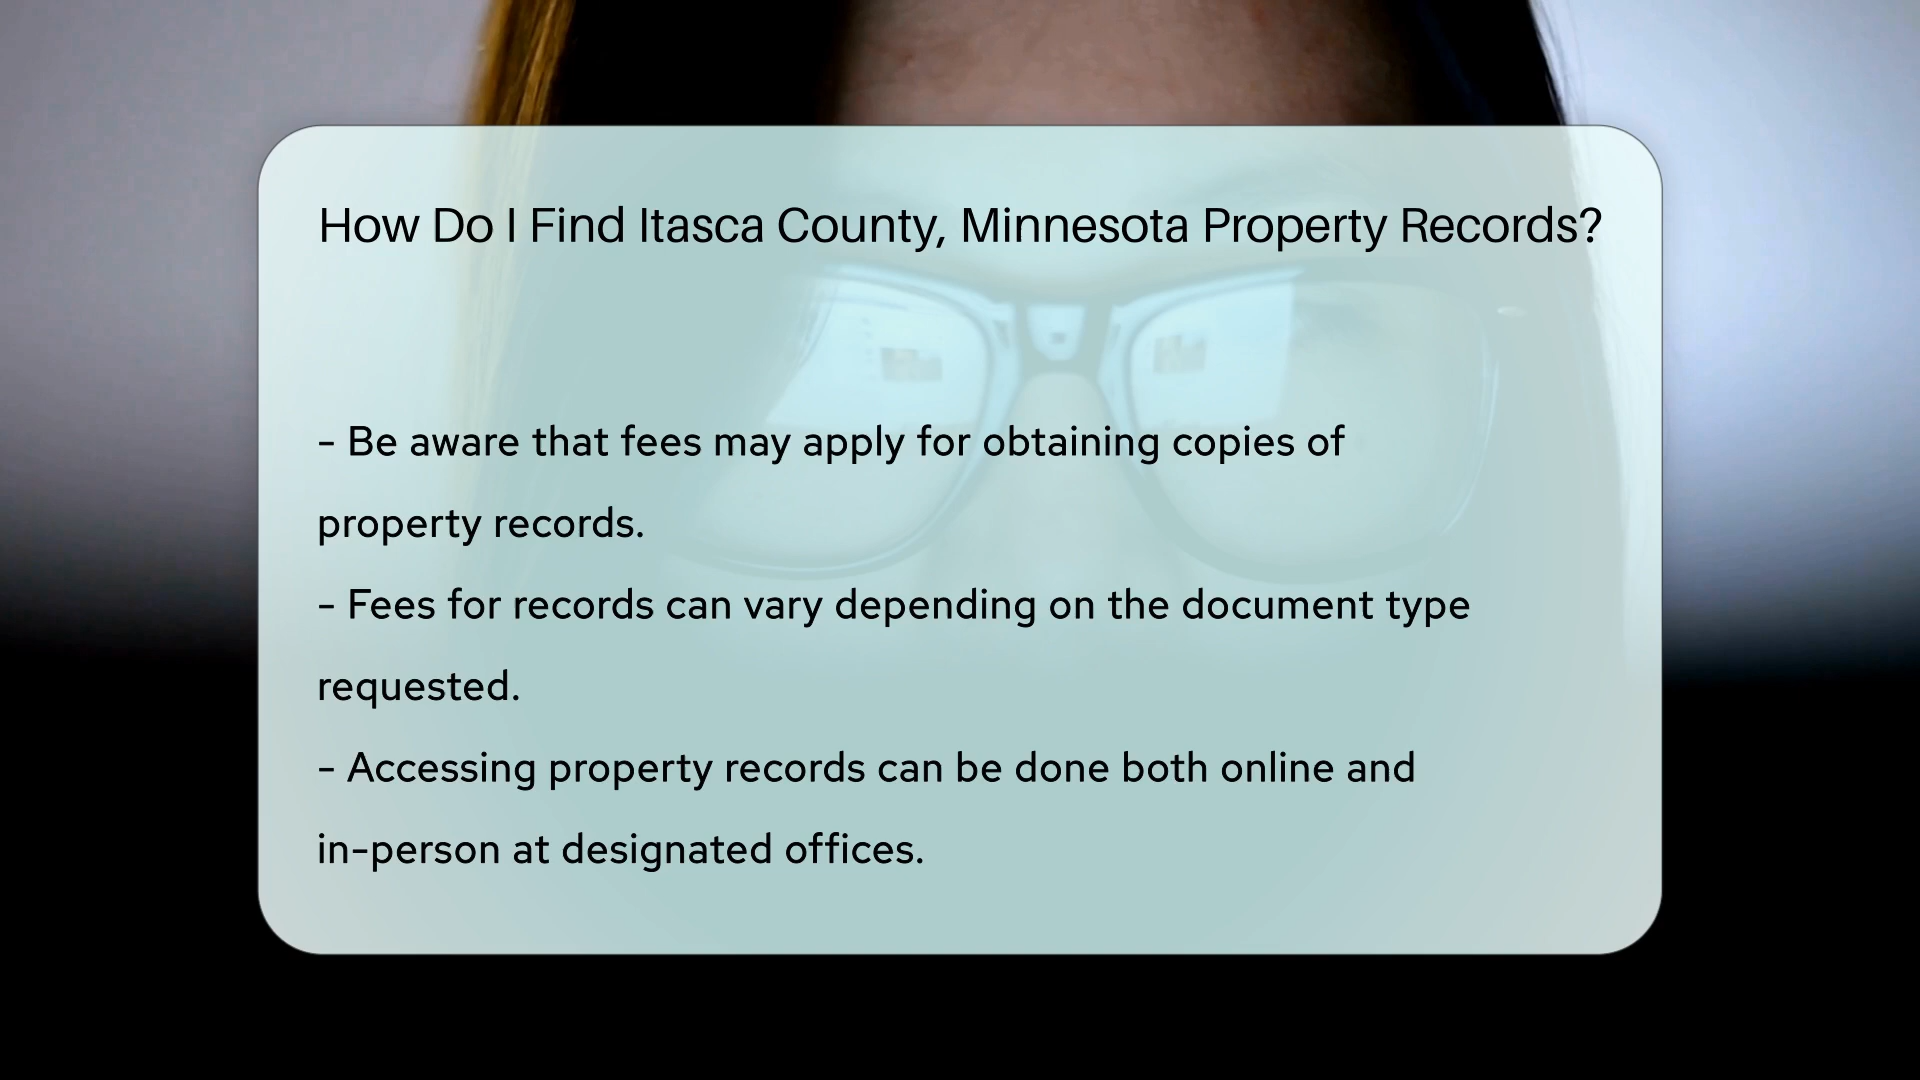 How Do I Find Itasca County, Minnesota Property Records?
- Be aware that fees may apply for obtaining copies of
property records.
- Fees for records can vary depending on the document type
requested.
- Accessing property records can be done both online and
in-person at designated offices.